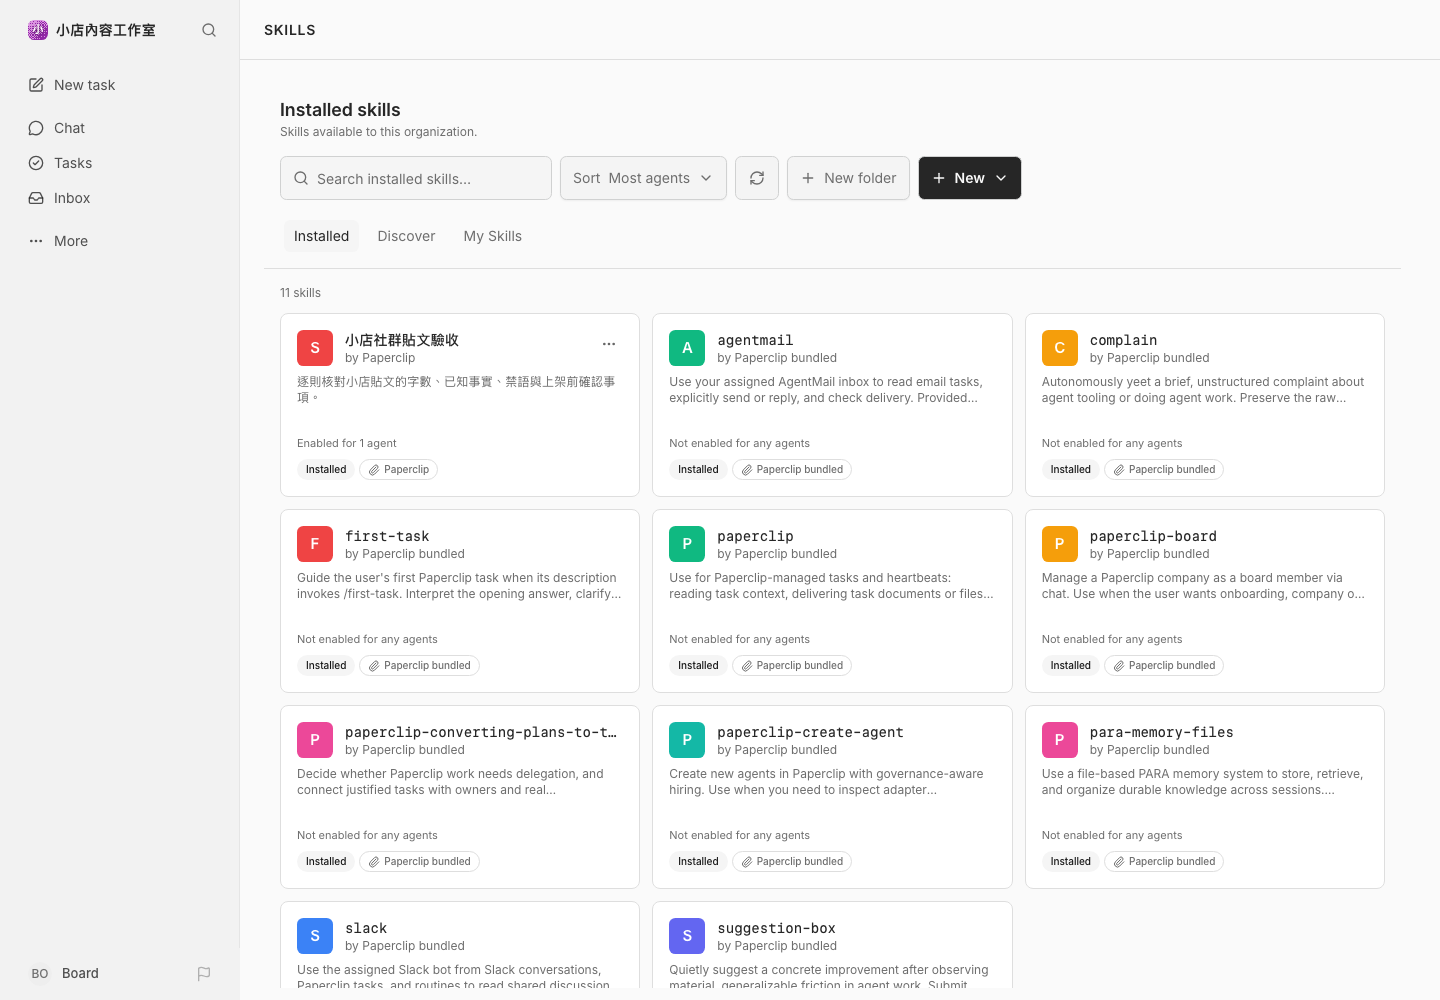 小 小店內容工作室
New task
Chat
Tasks
Inbox
More
BO Board
SKILLS
Installed skills
Skills available to this organization.
Search installed skills...
Sort Most agents
New folder
New
Installed Discover My Skills
11 skills
S 小店社群貼文驗收
by Paperclip
逐則核對小店貼文的字數、已知事實、禁語與上架前確認事
項。
Enabled for 1 agent
Installed Paperclip
A agentmail
by Paperclip bundled
Use your assigned AgentMail inbox to read email tasks,
explicitly send or reply, and check delivery. Provided...
Not enabled for any agents
Installed Paperclip bundled
C complain
by Paperclip bundled
Autonomously yeet a brief, unstructured complaint about
agent tooling or doing agent work. Preserve the raw...
Not enabled for any agents
Installed Paperclip bundled
F first-task
by Paperclip bundled
Guide the user's first Paperclip task when its description
invokes /first-task. Interpret the opening answer, clarify...
Not enabled for any agents
Installed Paperclip bundled
P paperclip
by Paperclip bundled
Use for Paperclip-managed tasks and heartbeats:
reading task context, delivering task documents or files...
Not enabled for any agents
Installed Paperclip bundled
P paperclip-board
by Paperclip bundled
Manage a Paperclip company as a board member via
chat. Use when the user wants onboarding, company o...
Not enabled for any agents
Installed Paperclip bundled
P paperclip-converting-plans-to-t...
by Paperclip bundled
Decide whether Paperclip work needs delegation, and
connect justified tasks with owners and real...
Not enabled for any agents
Installed Paperclip bundled
P paperclip-create-agent
by Paperclip bundled
Create new agents in Paperclip with governance-aware
hiring. Use when you need to inspect adapter...
Not enabled for any agents
Installed Paperclip bundled
P para-memory-files
by Paperclip bundled
Use a file-based PARA memory system to store, retrieve,
and organize durable knowledge across sessions....
Not enabled for any agents
Installed Paperclip bundled
S slack
by Paperclip bundled
Use the assigned Slack bot from Slack conversations,
Paperclip tasks, and routines to read shared discussion
S suggestion-box
by Paperclip bundled
Quietly suggest a concrete improvement after observing
material, generalizable friction in agent work. Submit